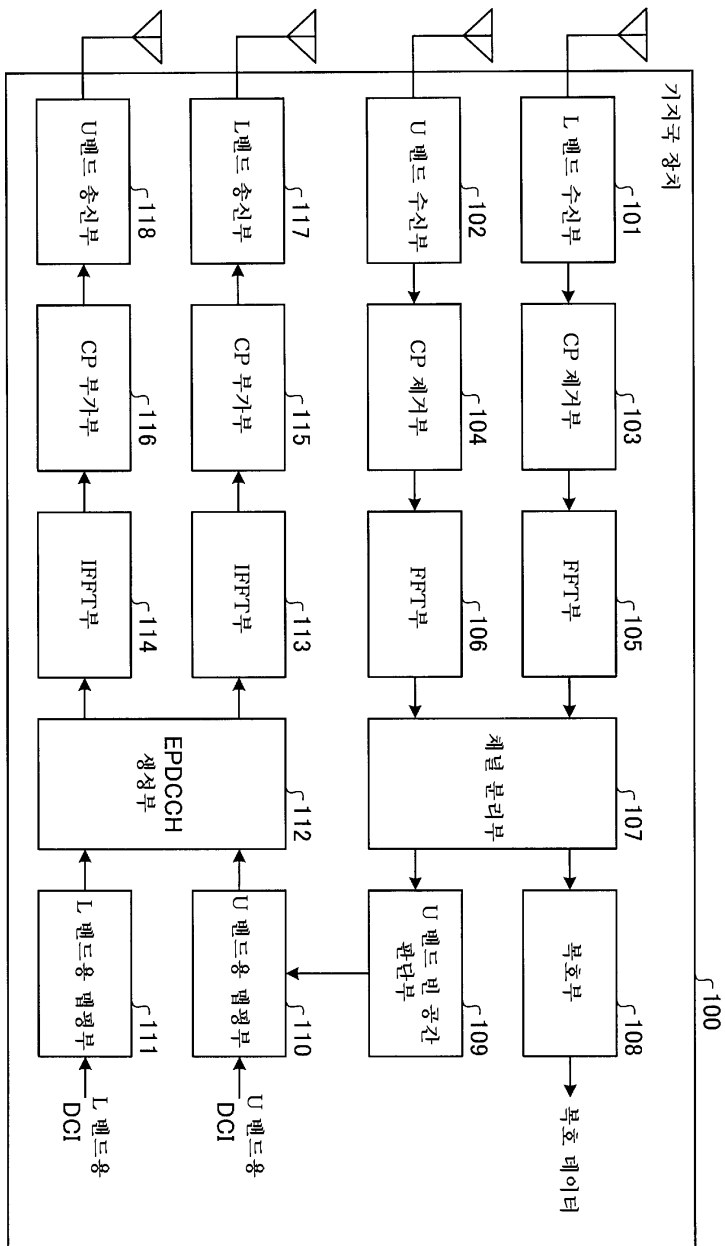 100
기지국 장치
101
L 밴드 수신부
103
CP 제거부
105
FFT부
107
채널 분리부
108
복호부
복호 데이터
102
U 밴드 수신부
104
CP 제거부
106
FFT부
109
U 밴드 빈 공간
판단부
117
L밴드 송신부
115
CP 부가부
113
IFFT부
112
EPDCCH
생성부
110
U 밴드용 맵핑부
U 밴드용
DCI
118
U밴드 송신부
116
CP 부가부
114
IFFT부
111
L 밴드용 맵핑부
L 밴드용
DCI